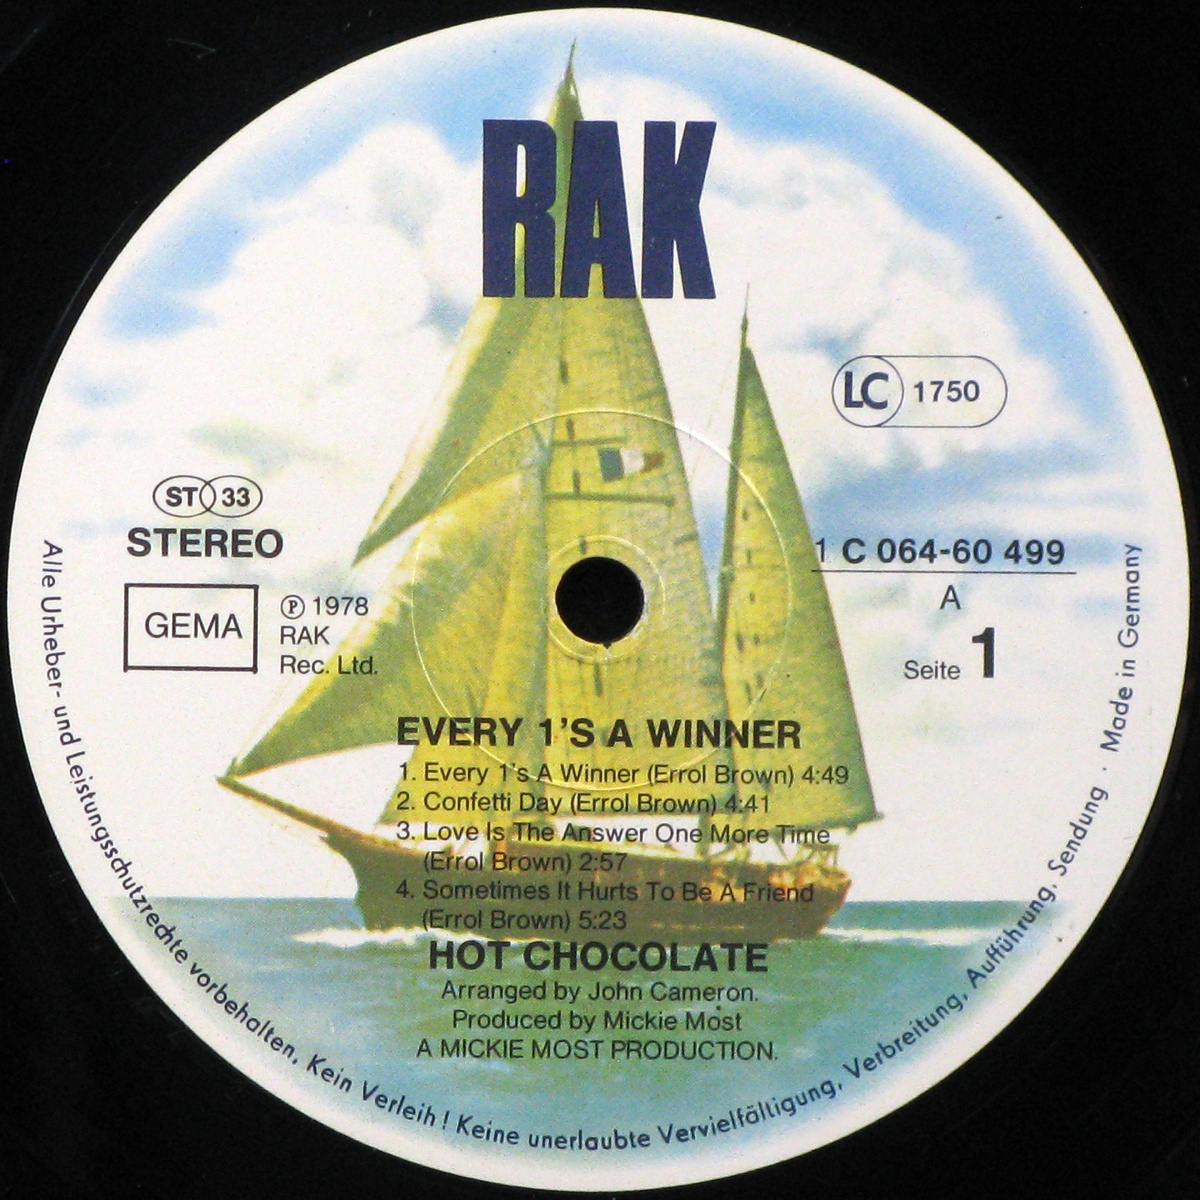 RAK
LC 1750
ST 33
STEREO
GEMA
℗ 1978
RAK
Rec. Ltd.
1 C 064-60 499
A
Seite 1
EVERY 1'S A WINNER
1. Every 1's A Winner (Errol Brown) 4:49
2. Confetti Day (Errol Brown) 4:41
3. Love Is The Answer One More Time
(Errol Brown) 2:57
4. Sometimes It Hurts To Be A Friend
(Errol Brown) 5:23
HOT CHOCOLATE
Arranged by John Cameron.
Produced by Mickie Most
A MICKIE MOST PRODUCTION.
Alle Urheber- und Leistungsschutzrechte vorbehalten. Kein Verleih! Keine unerlaubte Vervielfältigung, Verbreitung, Aufführung, Sendung · Made in Germany